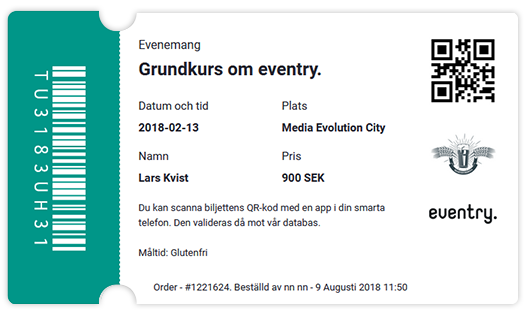 TU3183UH31
Evenemang
Grundkurs om eventry.
Datum och tid
Plats
2018-02-13
Media Evolution City
Namn
Pris
Lars Kvist
900 SEK
Du kan scanna biljettens QR-kod med en app i din smarta
telefon. Den valideras då mot vår databas.
Måltid: Glutenfri
Order - #1221624. Beställd av nn nn - 9 Augusti 2018 11:50
eventry.